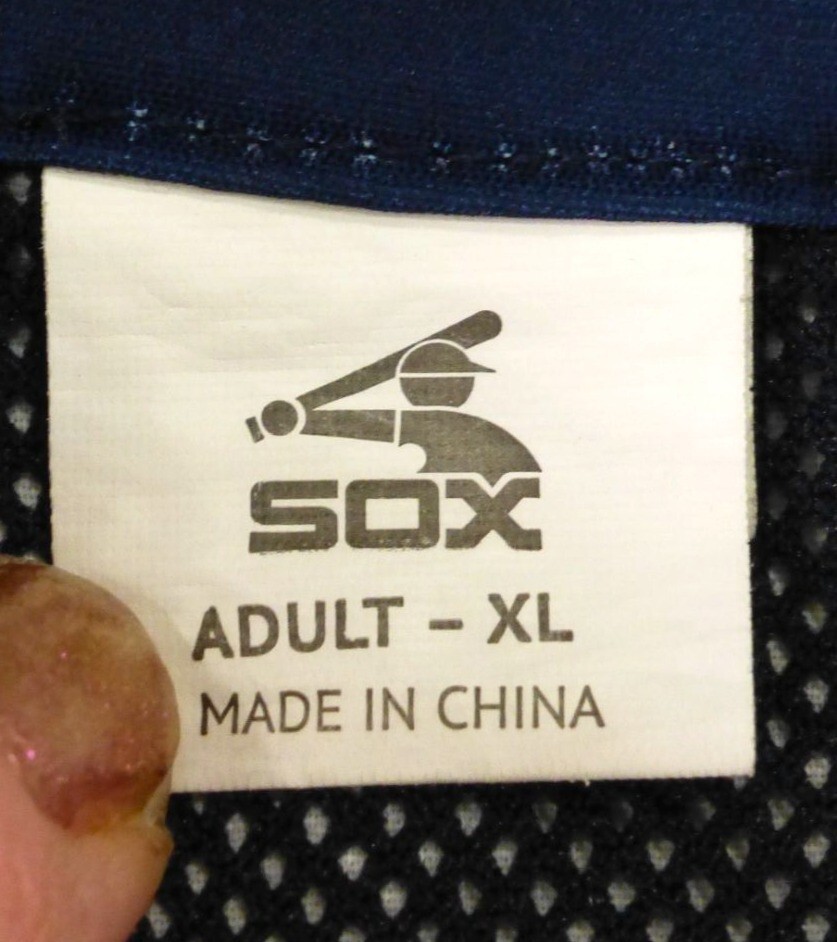 SOX
ADULT – XL
MADE IN CHINA